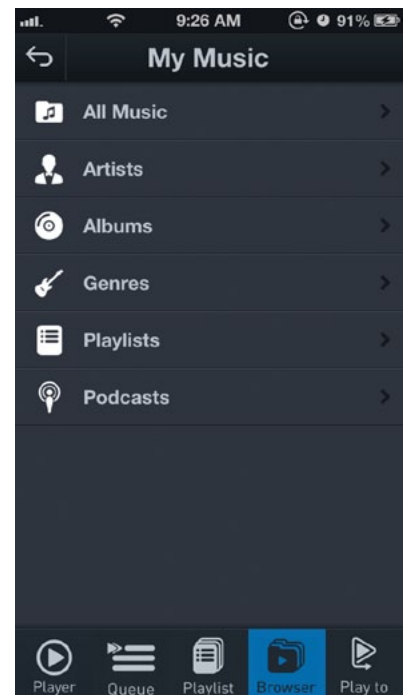 9:26 AM 91%
My Music
All Music
Artists
Albums
Genres
Playlists
Podcasts
Player Queue Playlist Browser Play to